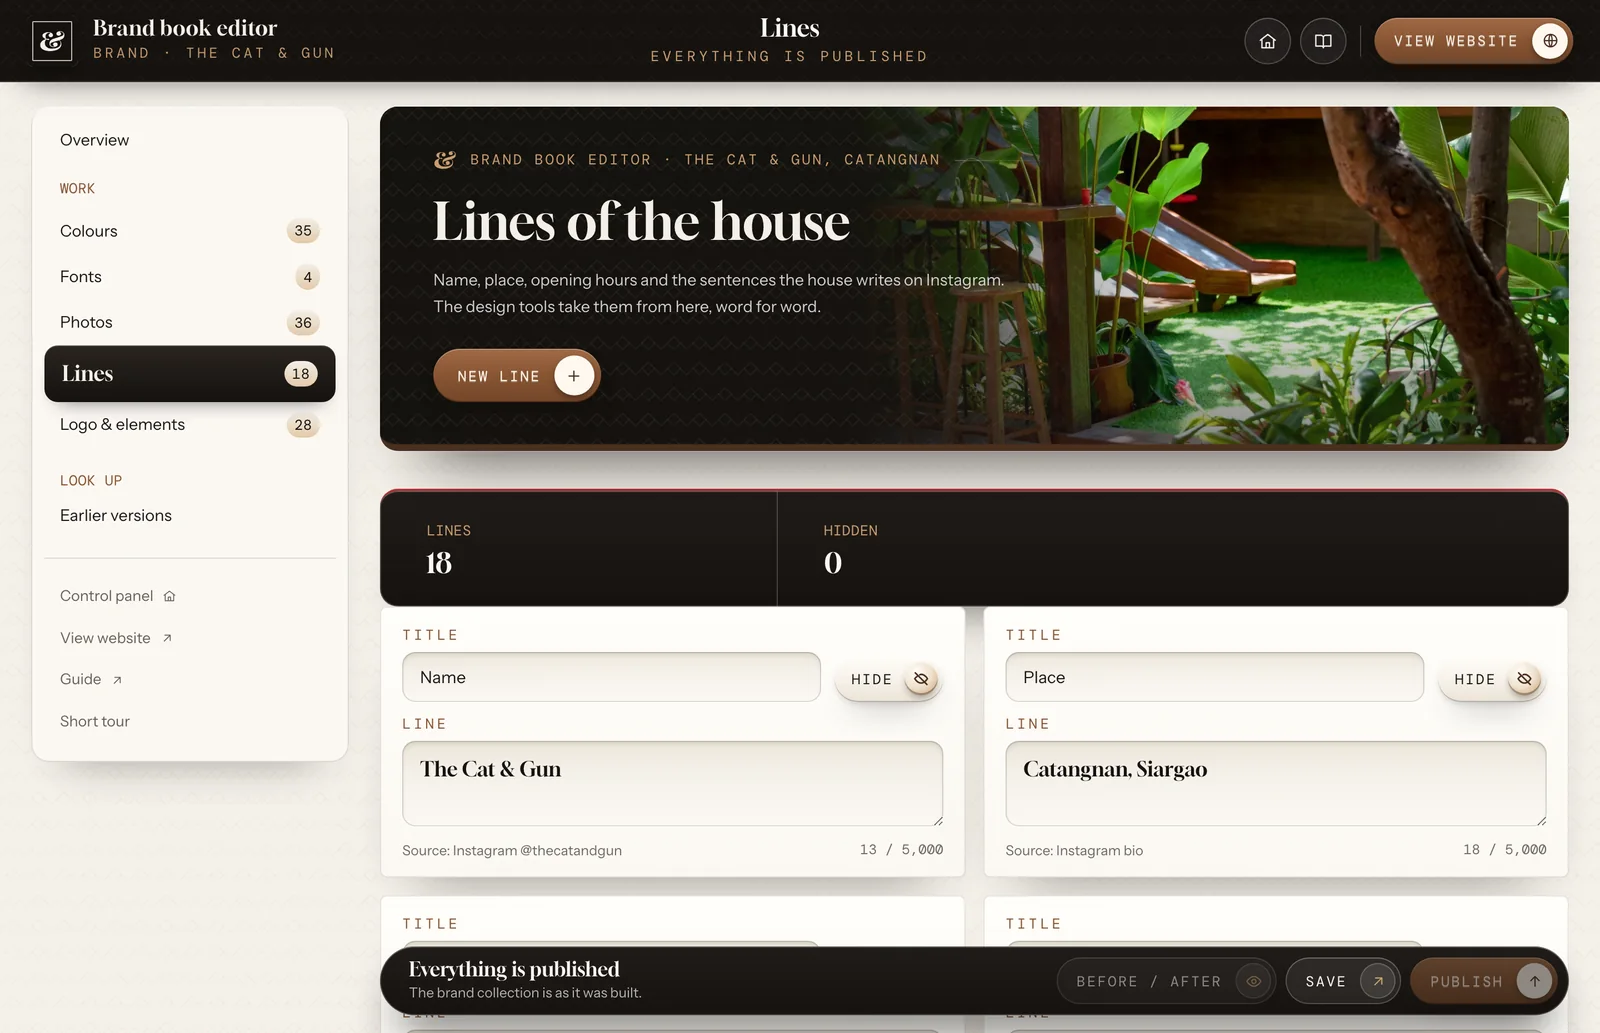 &
Brand book editor
BRAND · THE CAT & GUN
Lines
EVERYTHING IS PUBLISHED
VIEW WEBSITE
Overview
WORK
Colours 35
Fonts 4
Photos 36
Lines 18
Logo & elements 28
LOOK UP
Earlier versions
Control panel
View website
Guide
Short tour
& BRAND BOOK EDITOR · THE CAT & GUN, CATANGNAN
Lines of the house
Name, place, opening hours and the sentences the house writes on Instagram.
The design tools take them from here, word for word.
NEW LINE
LINES
18
HIDDEN
0
TITLE
Name
HIDE
LINE
The Cat & Gun
Source: Instagram @thecatandgun 13 / 5,000
TITLE
Place
HIDE
LINE
Catangnan, Siargao
Source: Instagram bio 18 / 5,000
TITLE
TITLE
Everything is published
The brand collection is as it was built.
BEFORE / AFTER
SAVE
PUBLISH
LINE
LINE